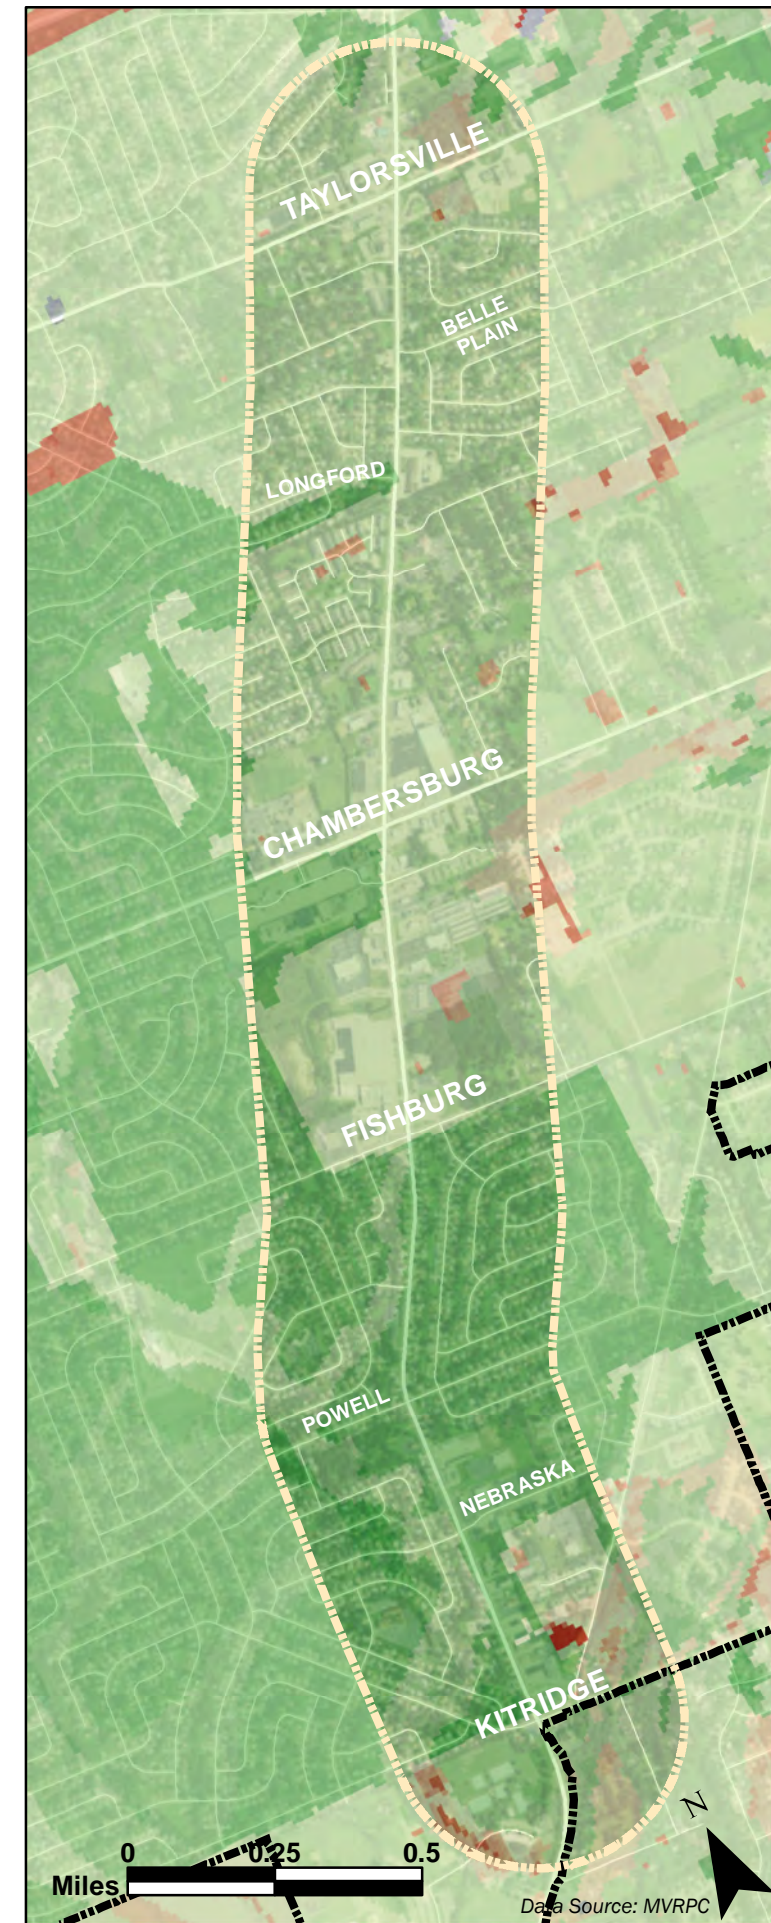 TAYLORSVILLE
BELLE
PLAIN
LONGFORD
CHAMBERSBURG
FISHBURG
POWELL
NEBRASKA
KITRIDGE
N
0 0.25 0.5
Miles
Data Source: MVRPC